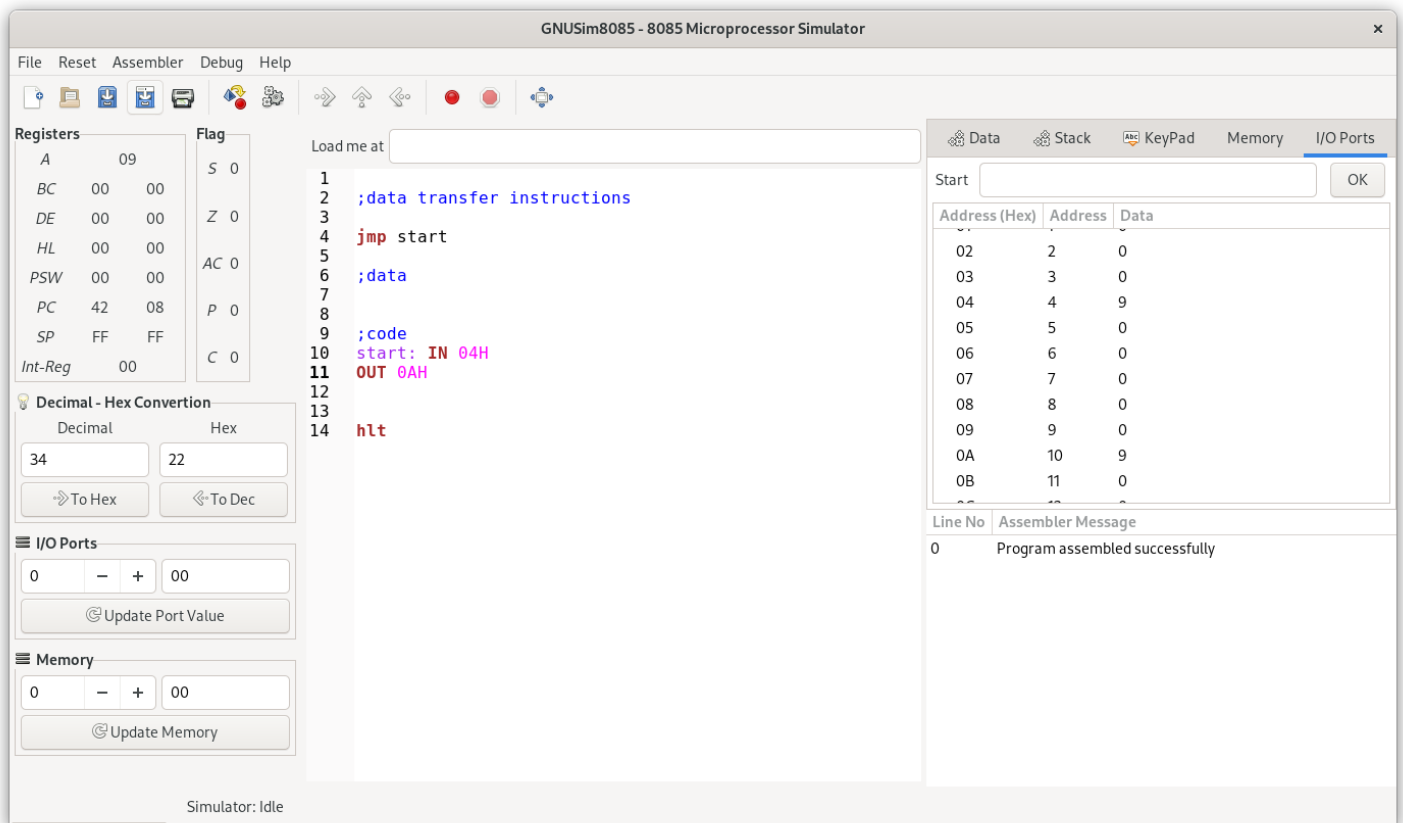 GNUSim8085 - 8085 Microprocessor Simulator ×
File Reset Assembler Debug Help
Registers
A 09
BC 00 00
DE 00 00
HL 00 00
PSW 00 00
PC 42 08
SP FF FF
Int-Reg 00
Flag
S 0
Z 0
AC 0
P 0
C 0
Decimal - Hex Convertion
Decimal Hex
34 22
To Hex To Dec
I/O Ports
0 − + 00
Update Port Value
Memory
0 − + 00
Update Memory
Load me at
1
2 ;data transfer instructions
3
4 jmp start
5
6 ;data
7
8
9 ;code
10 start: IN 04H
11 OUT 0AH
12
13
14 hlt
Data Stack Abc KeyPad Memory I/O Ports
Start OK
Address (Hex) Address Data
02 2 0
03 3 0
04 4 9
05 5 0
06 6 0
07 7 0
08 8 0
09 9 0
0A 10 9
0B 11 0
Line No Assembler Message
0 Program assembled successfully
Simulator: Idle